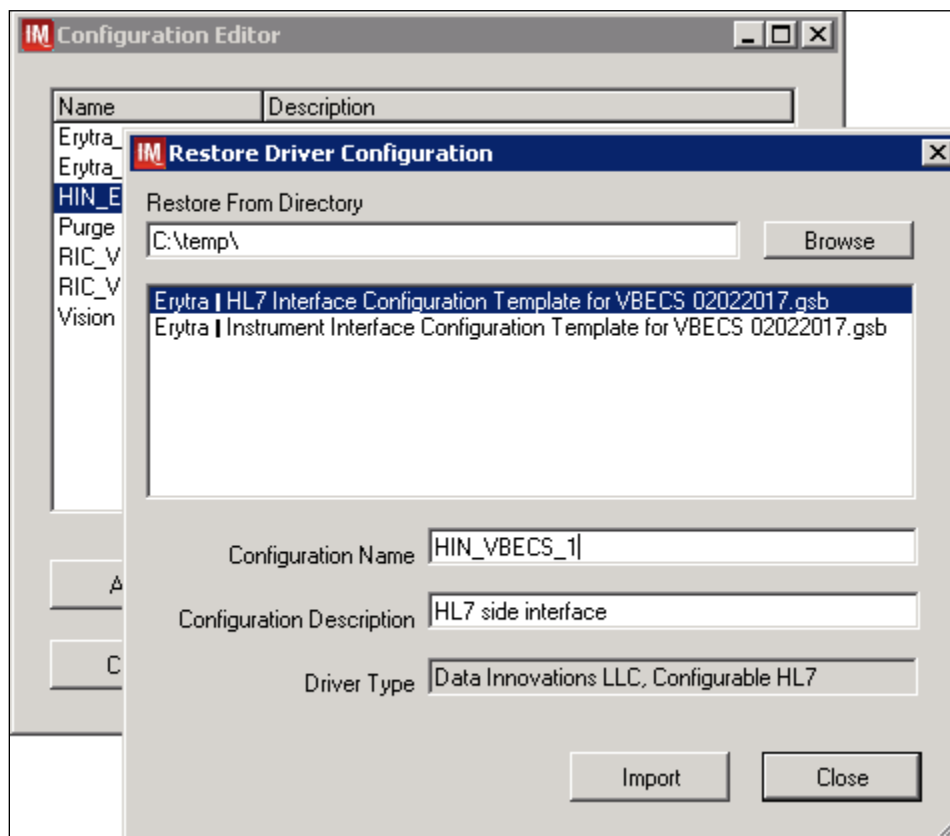 IM Configuration Editor
Name Description
Erytra_
Erytra_
HIN_E
Purge
RIC_V
RIC_V
Vision
A
C
IM Restore Driver Configuration
Restore From Directory
C:\temp\ Browse
Erytra | HL7 Interface Configuration Template for VBECS 02022017.gsb
Erytra | Instrument Interface Configuration Template for VBECS 02022017.gsb
Configuration Name HIN_VBECS_1
Configuration Description HL7 side interface
Driver Type Data Innovations LLC, Configurable HL7
Import Close